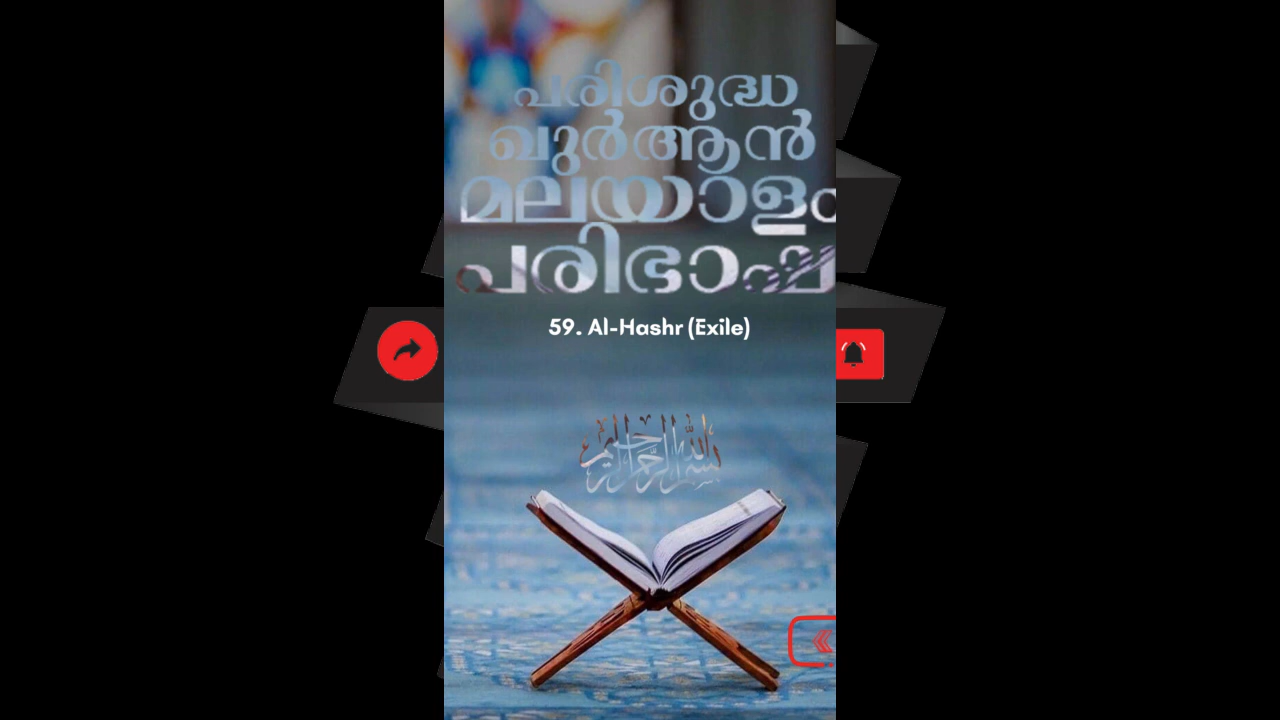 പരിശുദ്ധ
ഖുർആൻ
മലയാളം
പരിഭാഷ
59. Al-Hashr (Exile)
بسم الله الرحمن الرحيم